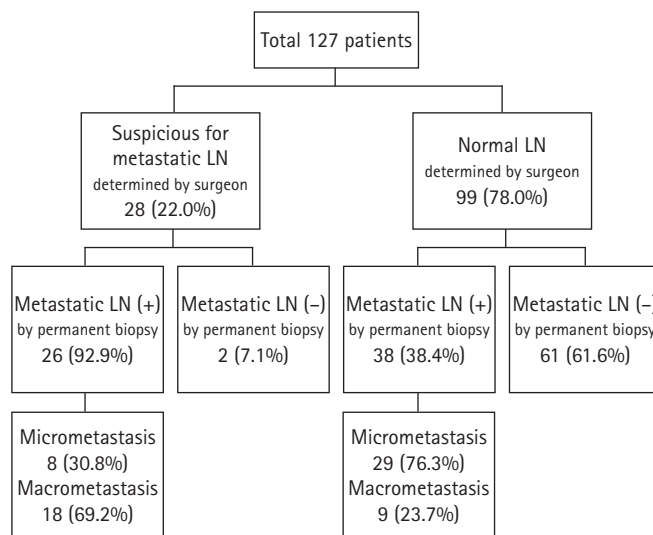 Total 127 patients
Suspicious for
metastatic LN
determined by surgeon
28 (22.0%)
Normal LN
determined by surgeon
99 (78.0%)
Metastatic LN (+)
by permanent biopsy
26 (92.9%)
Metastatic LN (–)
by permanent biopsy
2 (7.1%)
Metastatic LN (+)
by permanent biopsy
38 (38.4%)
Metastatic LN (–)
by permanent biopsy
61 (61.6%)
Micrometastasis
8 (30.8%)
Macrometastasis
18 (69.2%)
Micrometastasis
29 (76.3%)
Macrometastasis
9 (23.7%)